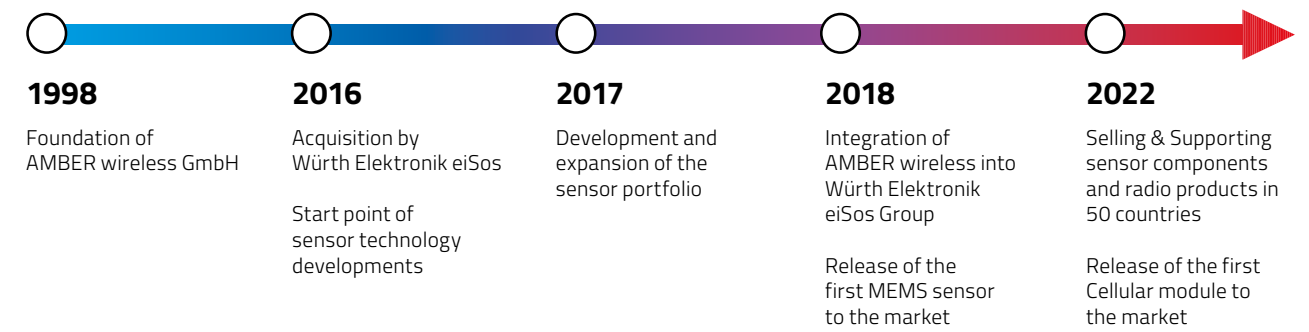 1998
Foundation of
AMBER wireless GmbH
2016
Acquisition by
Würth Elektronik eiSos
Start point of
sensor technology
developments
2017
Development and
expansion of the
sensor portfolio
2018
Integration of
AMBER wireless into
Würth Elektronik
eiSos Group
Release of the
first MEMS sensor
to the market
2022
Selling & Supporting
sensor components
and radio products in
50 countries
Release of the first
Cellular module to
the market